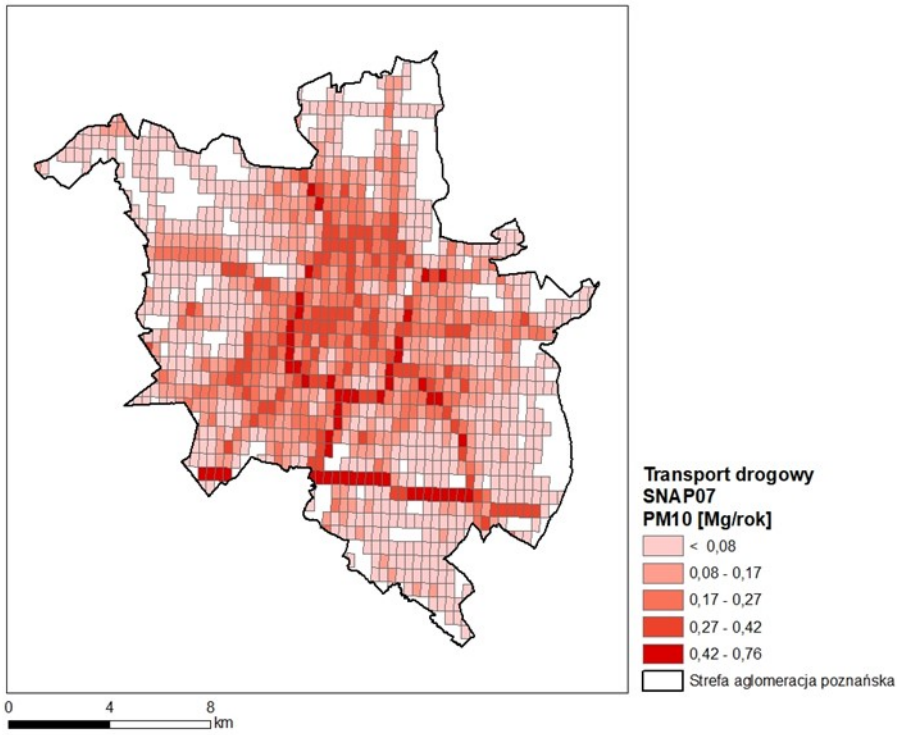 Transport drogowy
SNAP07
PM10 [Mg/rok]
< 0,08
0,08 - 0,17
0,17 - 0,27
0,27 - 0,42
0,42 - 0,76
Strefa aglomeracja poznańska
0 4 8
km